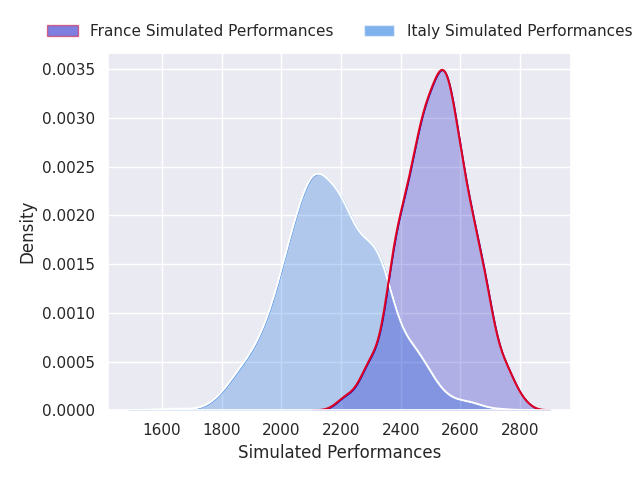 France Simulated Performances Italy Simulated Performances
0.0035
0.0030
0.0025
0.0020
0.0015
0.0010
0.0005
0.0000
Density
1600 1800 2000 2200 2400 2600 2800
Simulated Performances